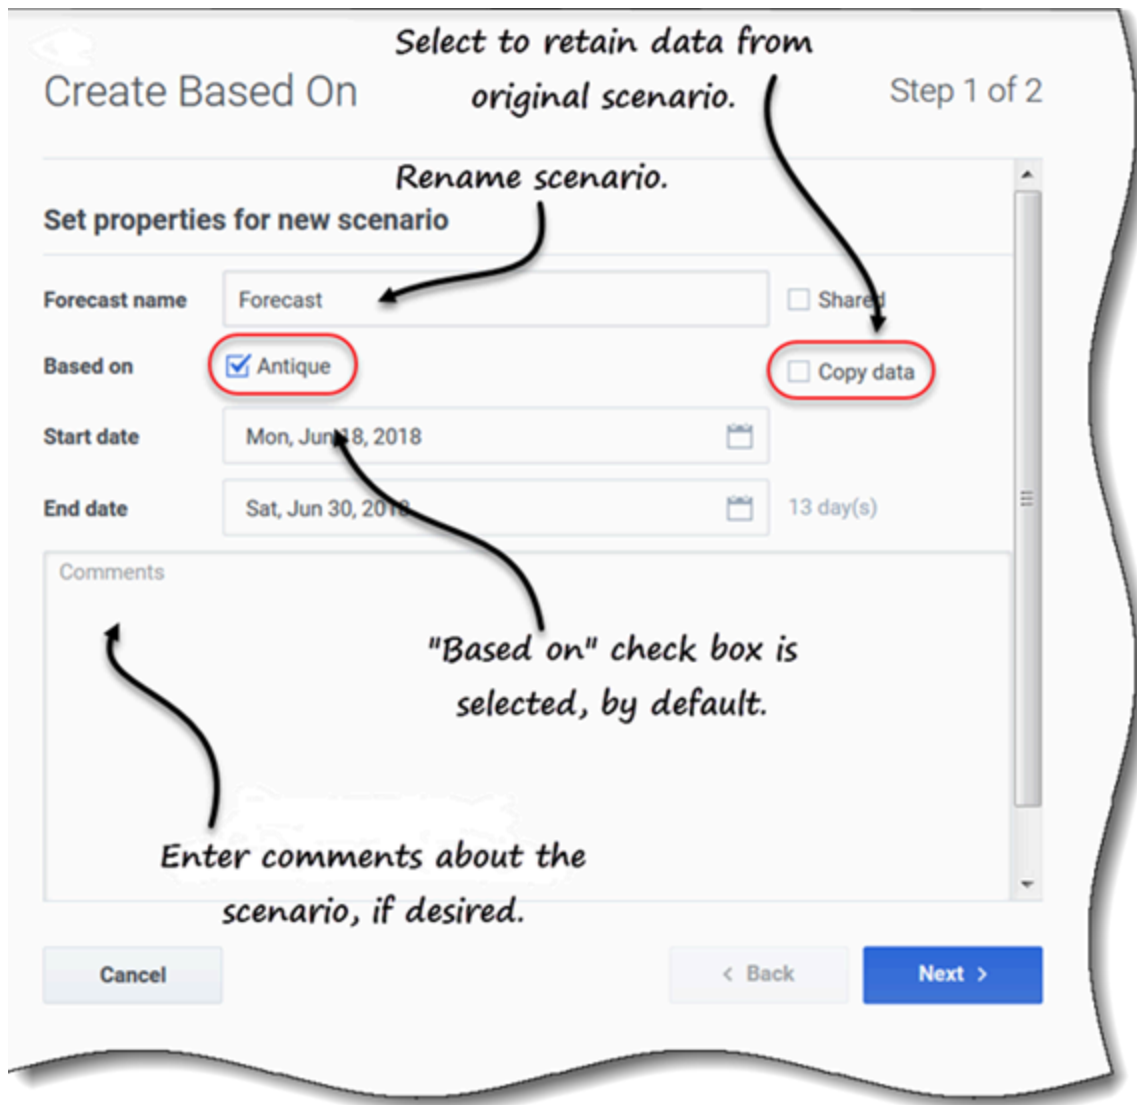 Select to retain data from
original scenario.
Create Based On
Step 1 of 2
Rename scenario.
Set properties for new scenario
Forecast name
Forecast
Shared
Based on
Antique
Copy data
Start date
Mon, Jun 18, 2018
End date
Sat, Jun 30, 2018
13 day(s)
Comments
"Based on" check box is
selected, by default.
Enter comments about the
scenario, if desired.
Cancel
< Back
Next >